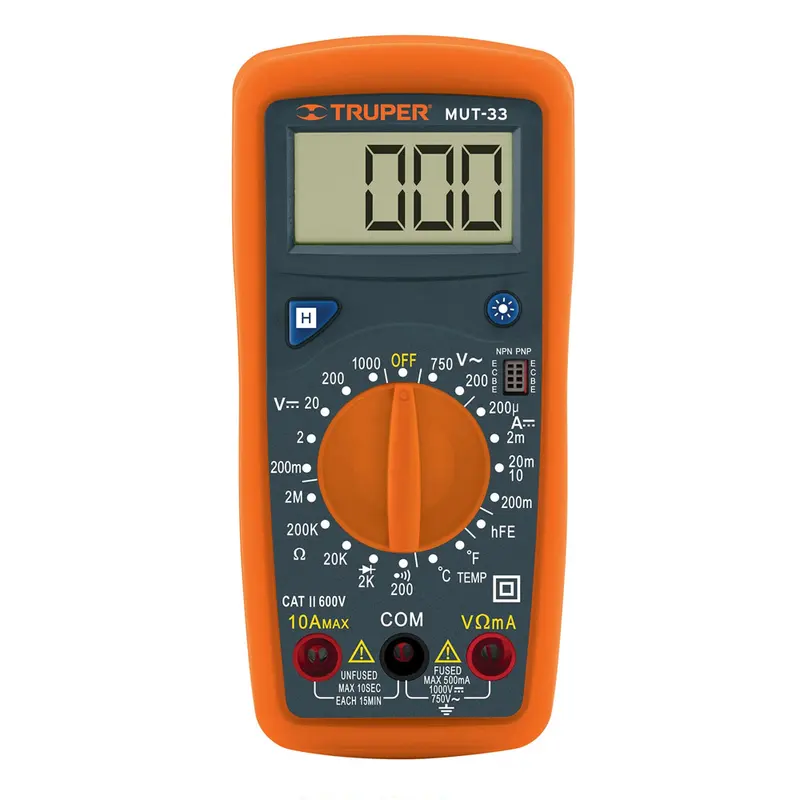 TRUPER® MUT-33
000
H
NPN PNP
E E
C C
B B
E E
OFF
750 V~
200
200µ
A⎓
2m
20m
10
200m
hFE
°F
°C TEMP
•)))
200
2K
20K
Ω
200K
2M
200m
2
V⎓ 20
200
1000
CAT II 600V
10AMAX COM VΩmA
UNFUSED
MAX 10SEC
EACH 15MIN
FUSED
MAX 500mA
1000V⎓
750V~